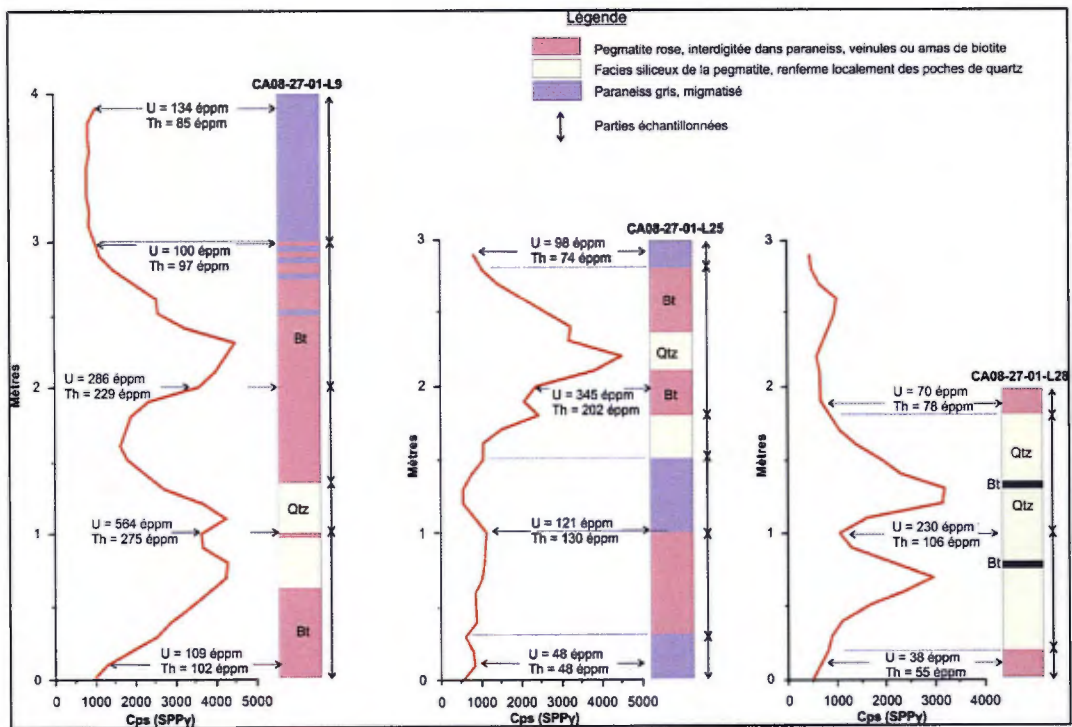 Légende
Pegmatite rose, interdigitée dans paraneiss, veinules ou amas de biotite
Facies siliceux de la pegmatite, renferme localement des poches de quartz
Paraneiss gris, migmatisé
Parties échantillonnées
CA08-27-01-L9
4
3
2
1
0
Mètres
U = 134 éppm
Th = 85 éppm
U = 100 éppm
Th = 97 éppm
U = 286 éppm
Th = 229 éppm
U = 564 éppm
Th = 275 éppm
U = 109 éppm
Th = 102 éppm
Bt
Qtz
Bt
0 1000 2000 3000 4000 5000
Cps (SPPγ)
CA08-27-01-L25
3
2
1
0
Mètres
U = 98 éppm
Th = 74 éppm
U = 345 éppm
Th = 202 éppm
U = 121 éppm
Th = 130 éppm
U = 48 éppm
Th = 48 éppm
Bt
Qtz
Bt
0 1000 2000 3000 4000 5000
Cps (SPPγ)
CA08-27-01-L28
3
2
1
0
Mètres
U = 70 éppm
Th = 78 éppm
U = 230 éppm
Th = 106 éppm
U = 38 éppm
Th = 55 éppm
Qtz
Bt
Qtz
Bt
0 1000 2000 3000 4000 5000
Cps (SPPγ)